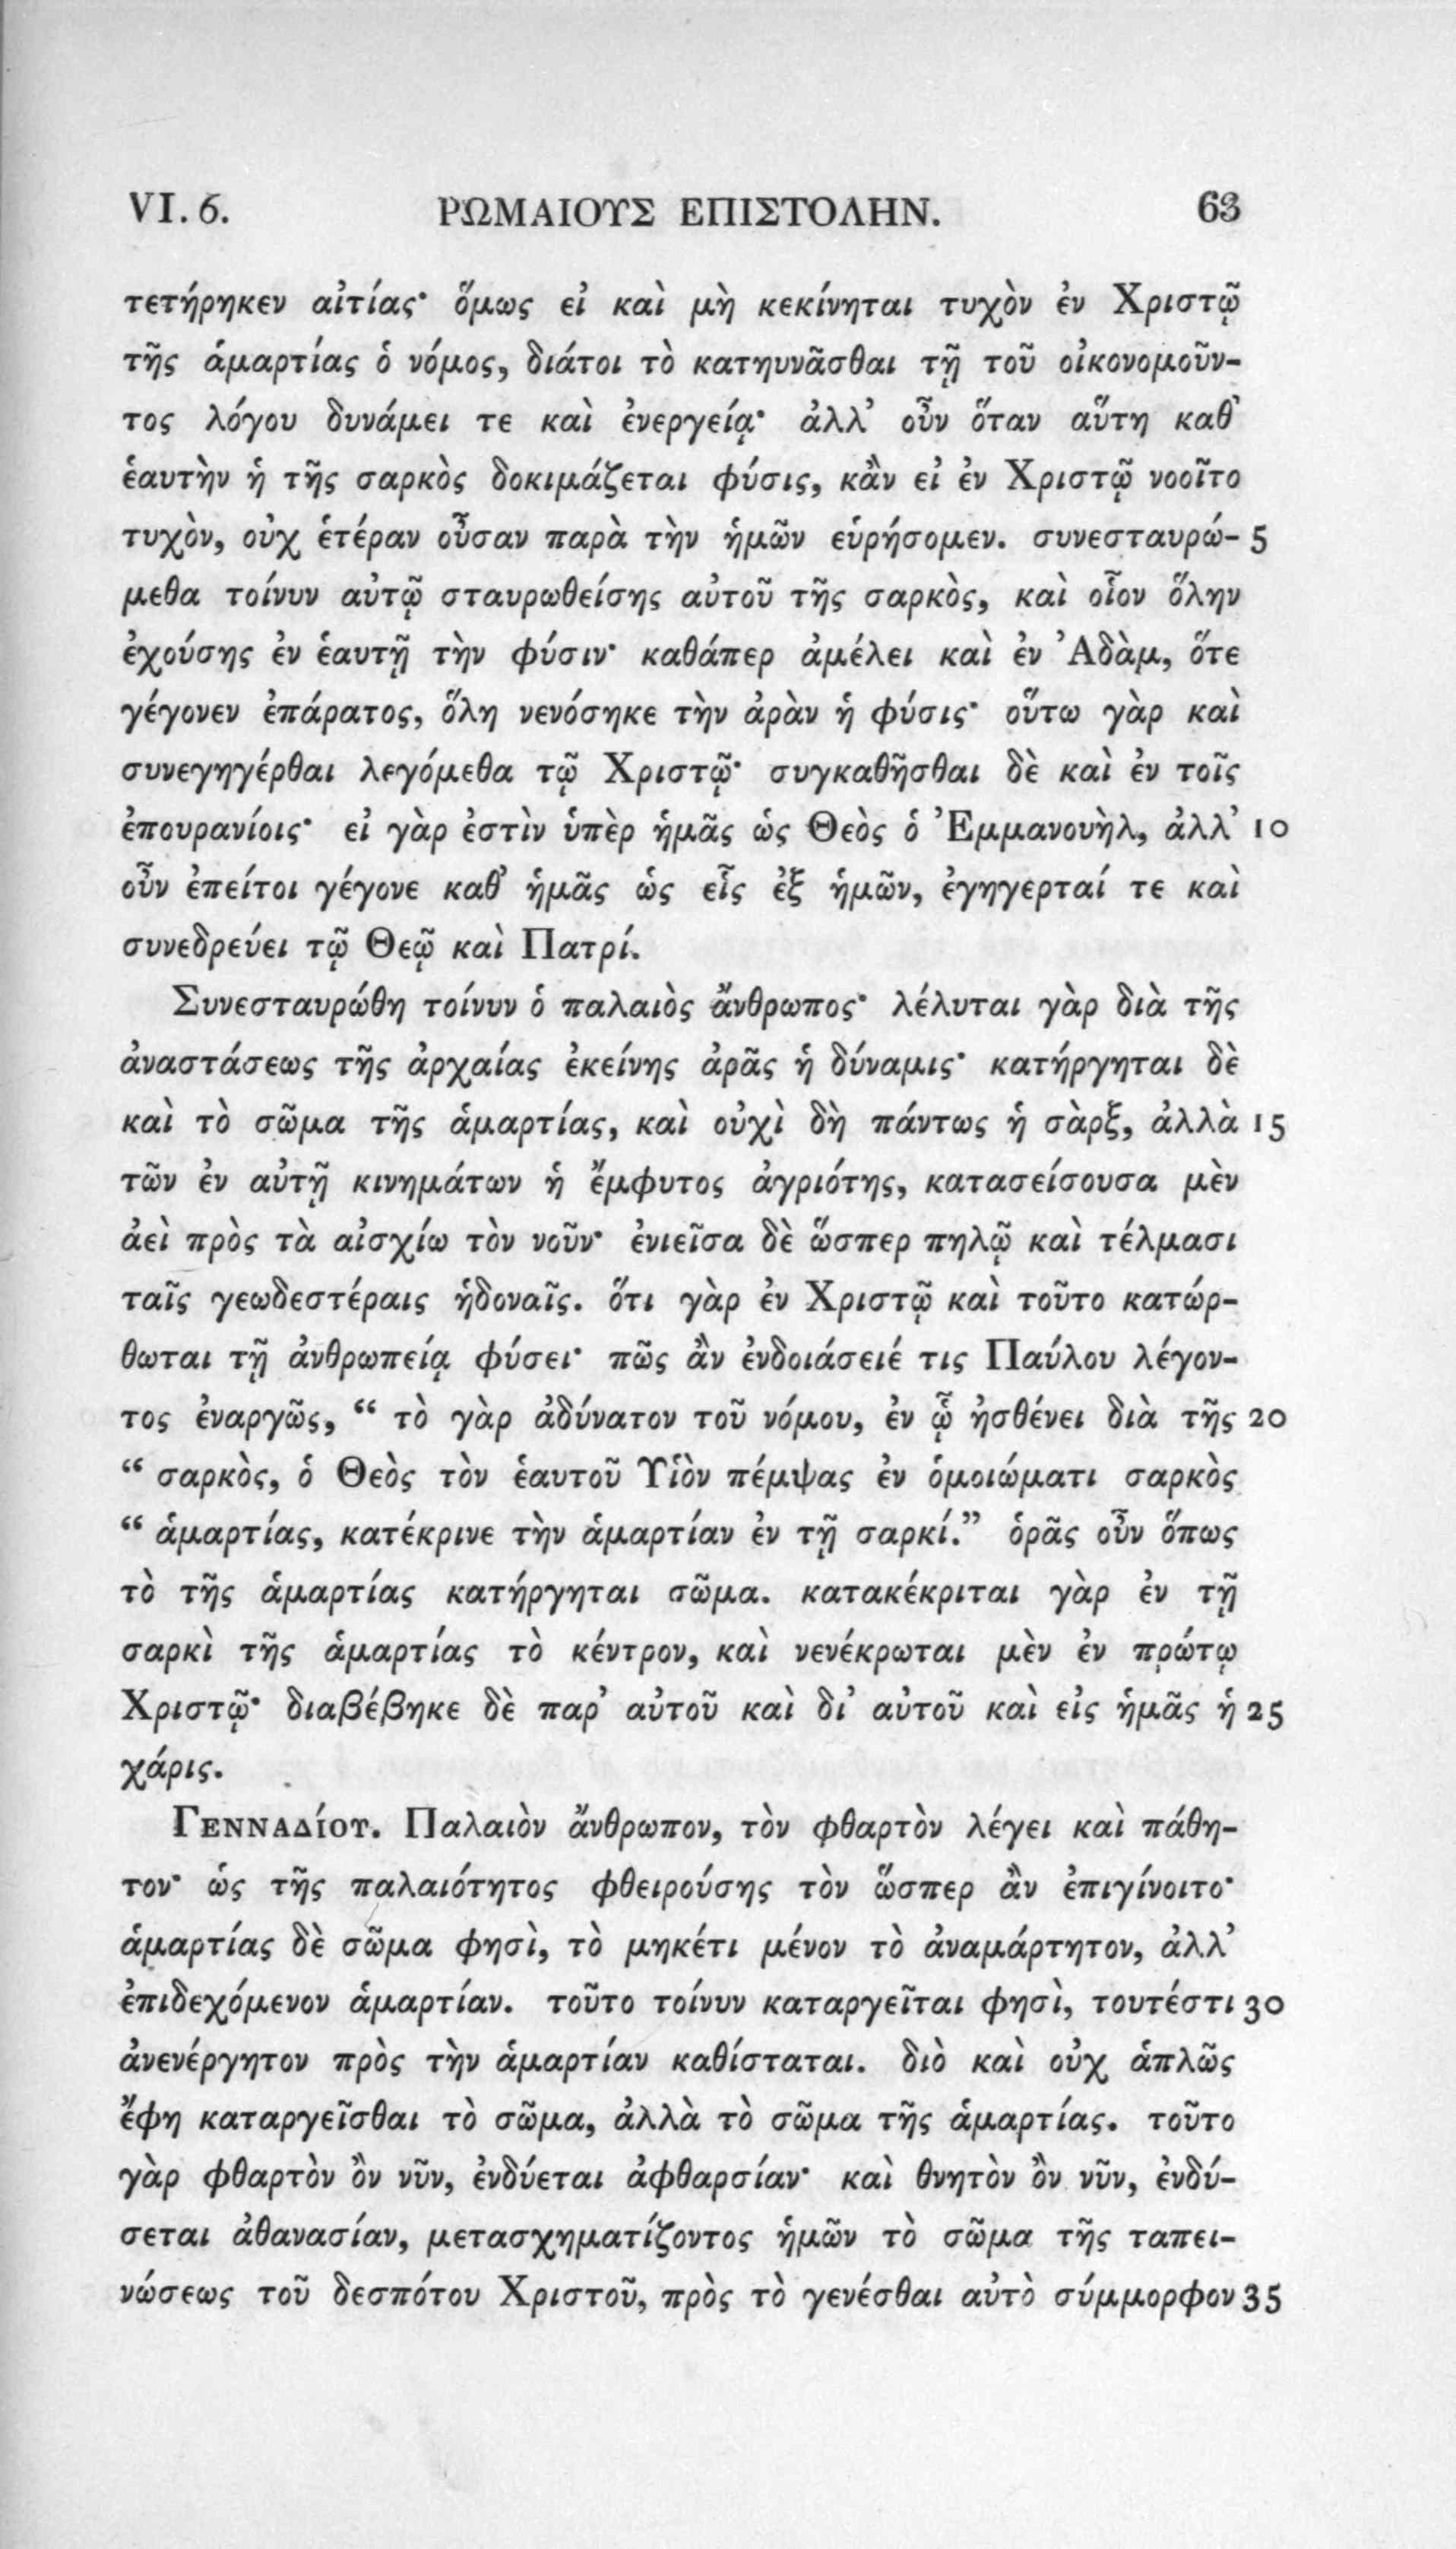 VI. 6. ΡΩΜΑΙΟΥΣ ΕΠΙΣΤΟΛΗΝ. 63
τετήρηκεν αἰτίας· ὅμως εἰ καὶ μὴ κεκίνηται τυχὸν ἐν Χριστῷ
τῆς ἁμαρτίας ὁ νόμος, διάτοι τὸ κατηυνᾶσθαι τῇ τοῦ οἰκονομοῦν-
τος λόγου δυνάμει τε καὶ ἐνεργείᾳ· ἀλλ’ οὖν ὅταν αὕτη καθ’
ἑαυτὴν ἡ τῆς σαρκὸς δοκιμάζεται φύσις, κἂν εἰ ἐν Χριστῷ νοοῖτο
τυχὸν, οὐχ ἑτέραν οὖσαν παρὰ τὴν ἡμῶν εὑρήσομεν. συνεσταυρώ- 5
μεθα τοίνυν αὐτῷ σταυρωθείσης αὐτοῦ τῆς σαρκὸς, καὶ οἷον ὅλην
ἐχούσης ἐν ἑαυτῇ τὴν φύσιν· καθάπερ ἀμέλει καὶ ἐν ’Αδὰμ, ὅτε
γέγονεν ἐπάρατος, ὅλη νενόσηκε τὴν ἀρὰν ἡ φύσις· οὕτω γὰρ καὶ
συνεγηγέρθαι λεγόμεθα τῷ Χριστῷ· συγκαθῆσθαι δὲ καὶ ἐν τοῖς
ἐπουρανίοις· εἰ γὰρ ἐστὶν ὑπὲρ ἡμᾶς ὡς Θεὸς ὁ ’Εμμανουὴλ, ἀλλ’ 10
οὖν ἐπείτοι γέγονε καθ’ ἡμᾶς ὡς εἷς ἐξ ἡμῶν, ἐγηγερταί τε καὶ
συνεδρεύει τῷ Θεῷ καὶ Πατρί.
Συνεσταυρώθη τοίνυν ὁ παλαιὸς ἄνθρωπος· λέλυται γὰρ διὰ τῆς
ἀναστάσεως τῆς ἀρχαίας ἐκείνης ἀρᾶς ἡ δύναμις· κατήργηται δὲ
καὶ τὸ σῶμα τῆς ἁμαρτίας, καὶ οὐχὶ δὴ πάντως ἡ σὰρξ, ἀλλὰ 15
τῶν ἐν αὐτῇ κινημάτων ἡ ἔμφυτος ἀγριότης, κατασείσουσα μὲν
ἀεὶ πρὸς τὰ αἰσχίω τὸν νοῦν· ἐνιεῖσα δὲ ὥσπερ πηλῷ καὶ τέλμασι
ταῖς γεωδεστέραις ἡδοναῖς. ὅτι γὰρ ἐν Χριστῷ καὶ τοῦτο κατώρ-
θωται τῇ ἀνθρωπείᾳ φύσει· πῶς ἂν ἐνδοιάσειέ τις Παύλου λέγον-
τος ἐναργῶς, “ τὸ γὰρ ἀδύνατον τοῦ νόμου, ἐν ᾧ ἠσθένει διὰ τῆς 20
“ σαρκὸς, ὁ Θεὸς τὸν ἑαυτοῦ Υἱὸν πέμψας ἐν ὁμοιώματι σαρκὸς
“ ἁμαρτίας, κατέκρινε τὴν ἁμαρτίαν ἐν τῇ σαρκί.” ὁρᾶς οὖν ὅπως
τὸ τῆς ἁμαρτίας κατήργηται σῶμα. κατακέκριται γὰρ ἐν τῇ
σαρκὶ τῆς ἁμαρτίας τὸ κέντρον, καὶ νενέκρωται μὲν ἐν πρώτῳ
Χριστῷ· διαβέβηκε δὲ παρ’ αὐτοῦ καὶ δι’ αὐτοῦ καὶ εἰς ἡμᾶς ἡ 25
χάρις.
Γενναδίου. Παλαιὸν ἄνθρωπον, τὸν φθαρτὸν λέγει καὶ πάθη-
τον· ὡς τῆς παλαιότητος φθειρούσης τὸν ὥσπερ ἂν ἐπιγίνοιτο·
ἁμαρτίας δὲ σῶμα φησὶ, τὸ μηκέτι μένον τὸ ἀναμάρτητον, ἀλλ’
ἐπιδεχόμενον ἁμαρτίαν. τοῦτο τοίνυν καταργεῖται φησὶ, τουτέστι 30
ἀνενέργητον πρὸς τὴν ἁμαρτίαν καθίσταται. διὸ καὶ οὐχ ἁπλῶς
ἔφη καταργεῖσθαι τὸ σῶμα, ἀλλὰ τὸ σῶμα τῆς ἁμαρτίας. τοῦτο
γὰρ φθαρτὸν ὂν νῦν, ἐνδύεται ἀφθαρσίαν· καὶ θνητὸν ὂν νῦν, ἐνδύ-
σεται ἀθανασίαν, μετασχηματίζοντος ἡμῶν τὸ σῶμα τῆς ταπει-
νώσεως τοῦ δεσπότου Χριστοῦ, πρὸς τὸ γενέσθαι αὐτὸ σύμμορφον 35